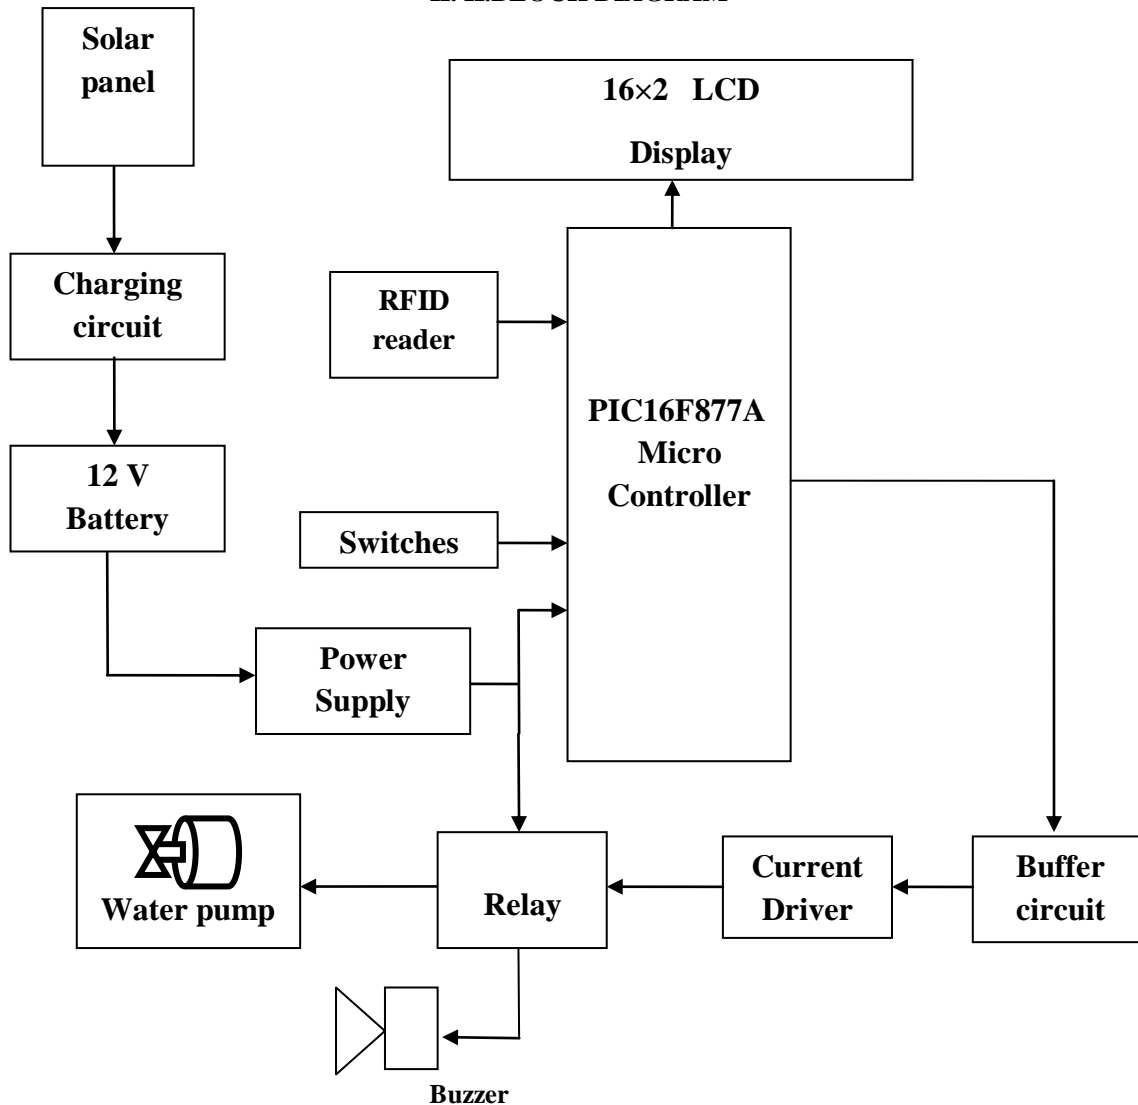 Solar
panel
16×2 LCD
Display
Charging
circuit
RFID
reader
PIC16F877A
Micro
Controller
12 V
Battery
Switches
Power
Supply
Water pump
Relay
Current
Driver
Buffer
circuit
Buzzer